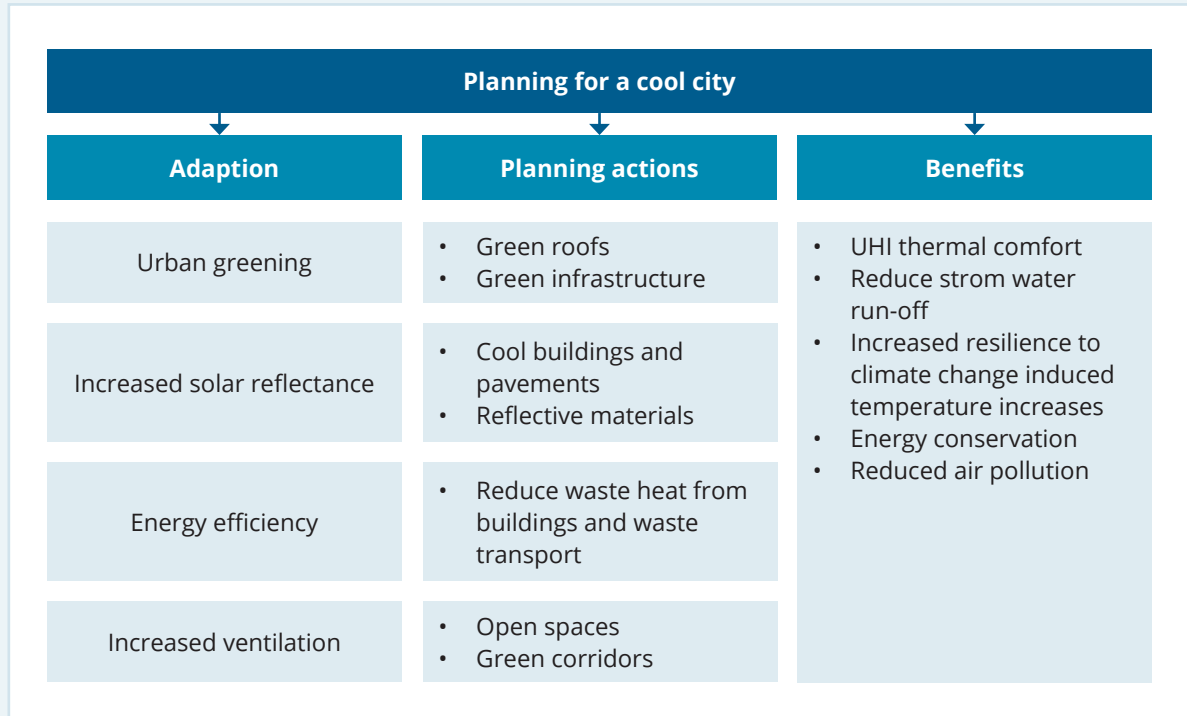 Planning for a cool city
Adaption
Planning actions
Benefits
Urban greening
• Green roofs
• Green infrastructure
Increased solar reflectance
• Cool buildings and
pavements
• Reflective materials
Energy efficiency
• Reduce waste heat from
buildings and waste
transport
Increased ventilation
• Open spaces
• Green corridors
• UHI thermal comfort
• Reduce strom water
run-off
• Increased resilience to
climate change induced
temperature increases
• Energy conservation
• Reduced air pollution